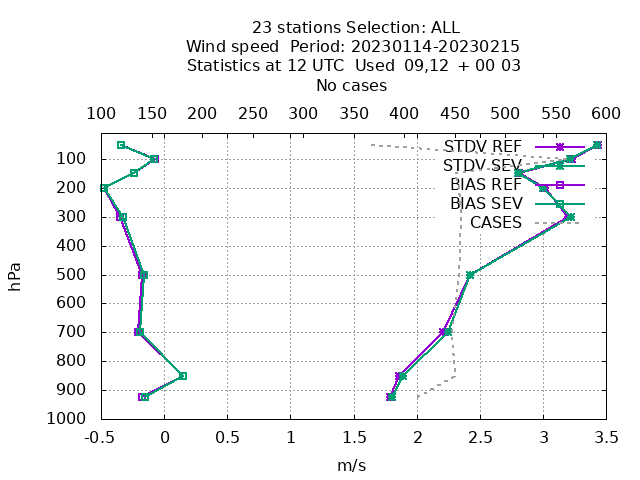 23 stations Selection: ALL
Wind speed  Period: 20230114-20230215
Statistics at 12 UTC  Used  09,12  + 00 03
No cases
100 150 200 250 300 350 400 450 500 550 600
STDV REF
STDV SEV
BIAS REF
BIAS SEV
CASES
hPa
100
200
300
400
500
600
700
800
900
1000
-0.5 0 0.5 1 1.5 2 2.5 3 3.5
m/s